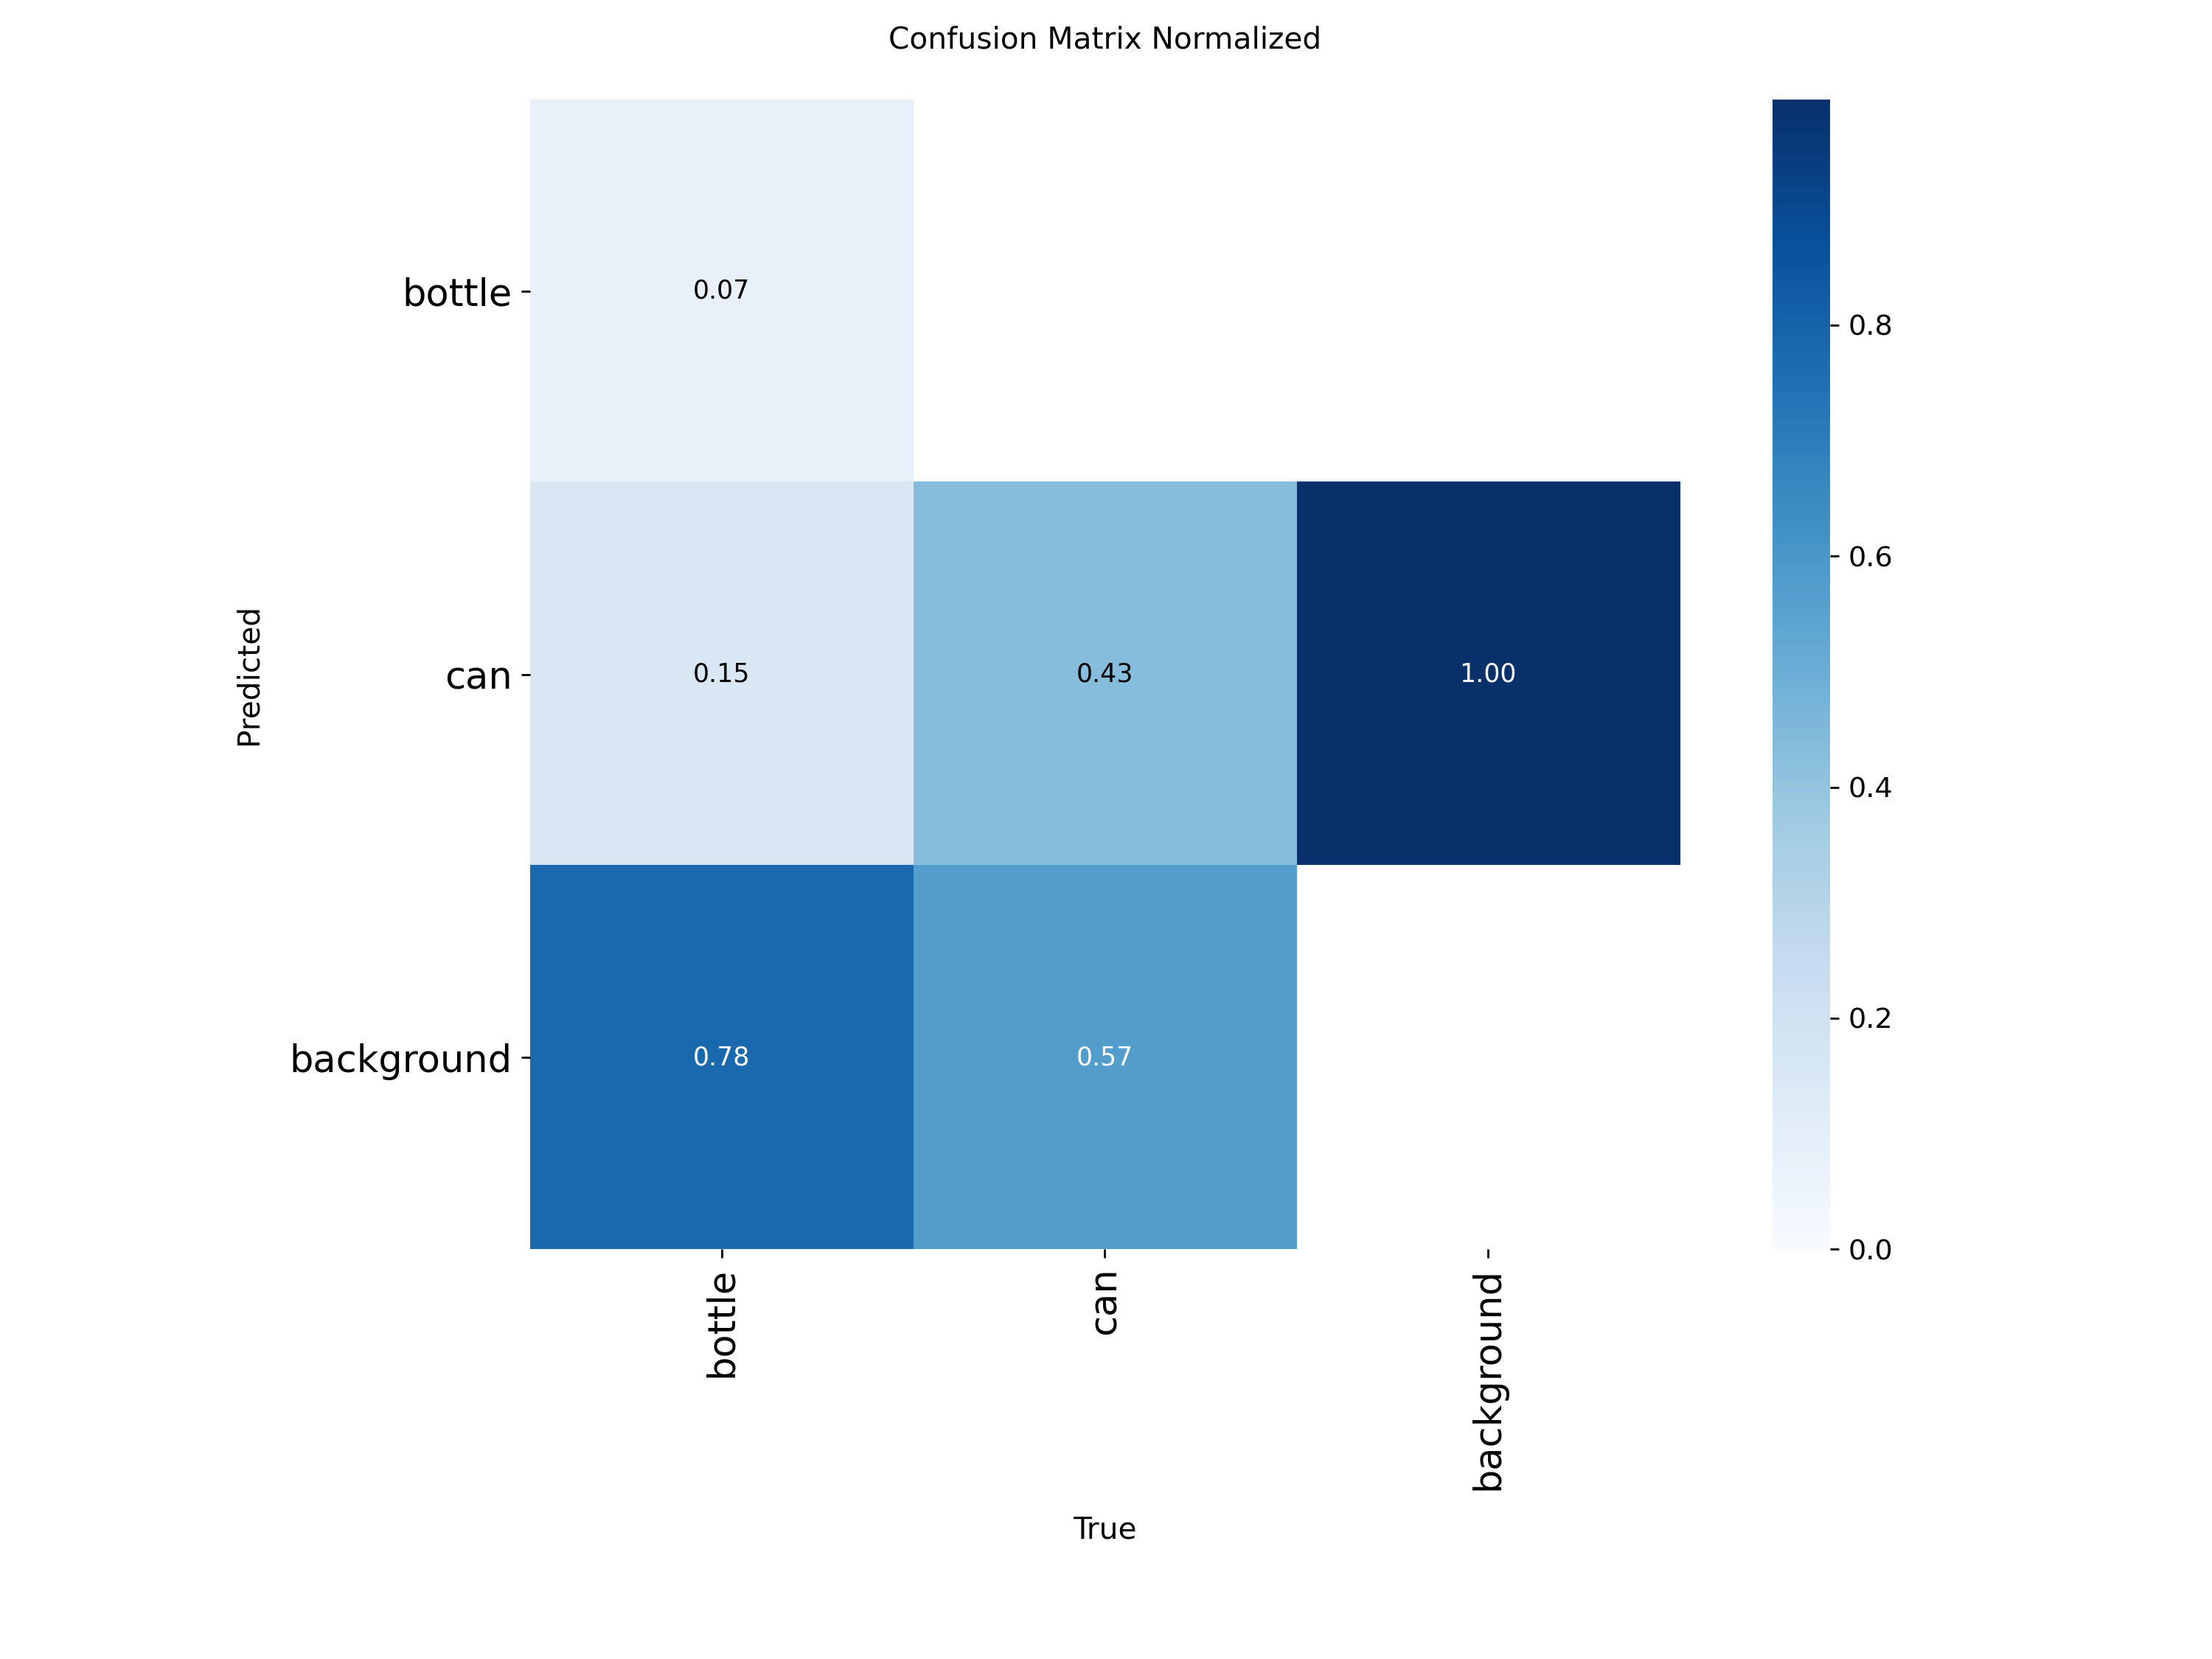 Confusion Matrix Normalized
bottle
0.07
0.8
0.6
Predicted
can
0.15
0.43
1.00
0.4
0.2
background
0.78
0.57
0.0
bottle
can
background
True